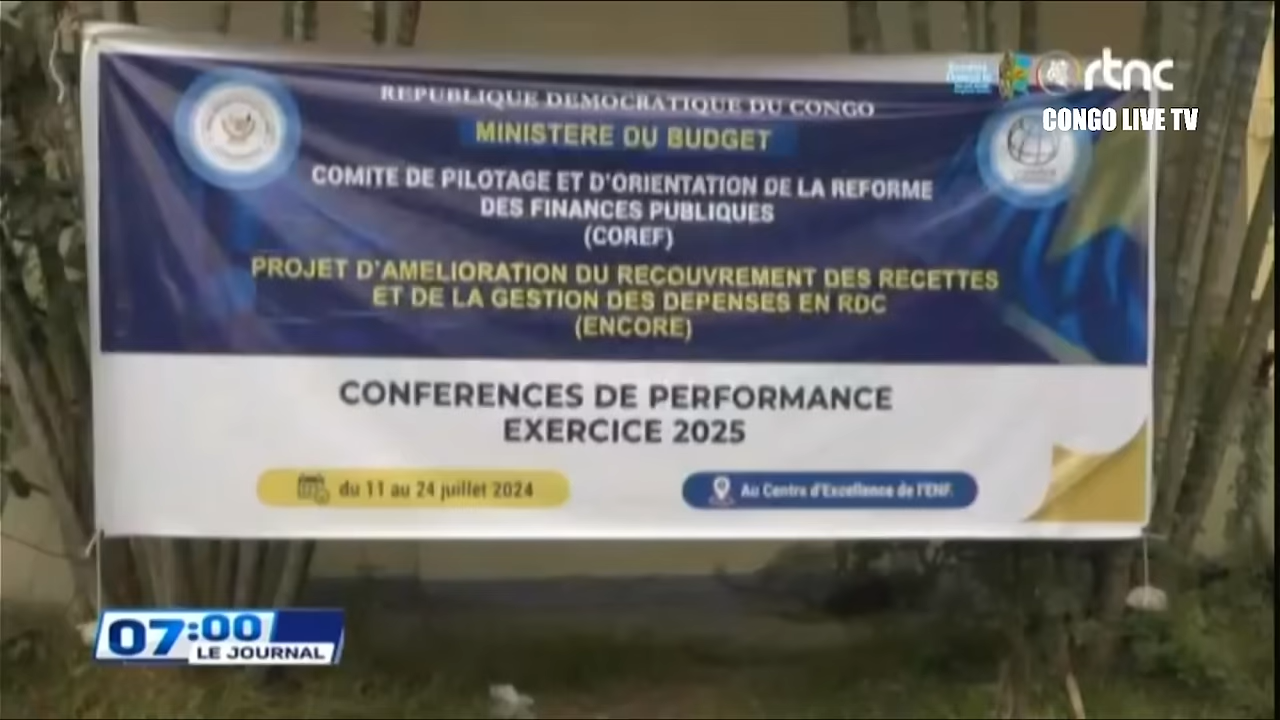 rtnc
CONGO LIVE TV
REPUBLIQUE DEMOCRATIQUE DU CONGO
MINISTERE DU BUDGET
COMITE DE PILOTAGE ET D'ORIENTATION DE LA REFORME
DES FINANCES PUBLIQUES
(COREF)
PROJET D'AMELIORATION DU RECOUVREMENT DES RECETTES
ET DE LA GESTION DES DEPENSES EN RDC
(ENCORE)
CONFERENCES DE PERFORMANCE
EXERCICE 2025
du 11 au 24 juillet 2024
Au Centre d'Excellence de l'ENF.
07:00
LE JOURNAL